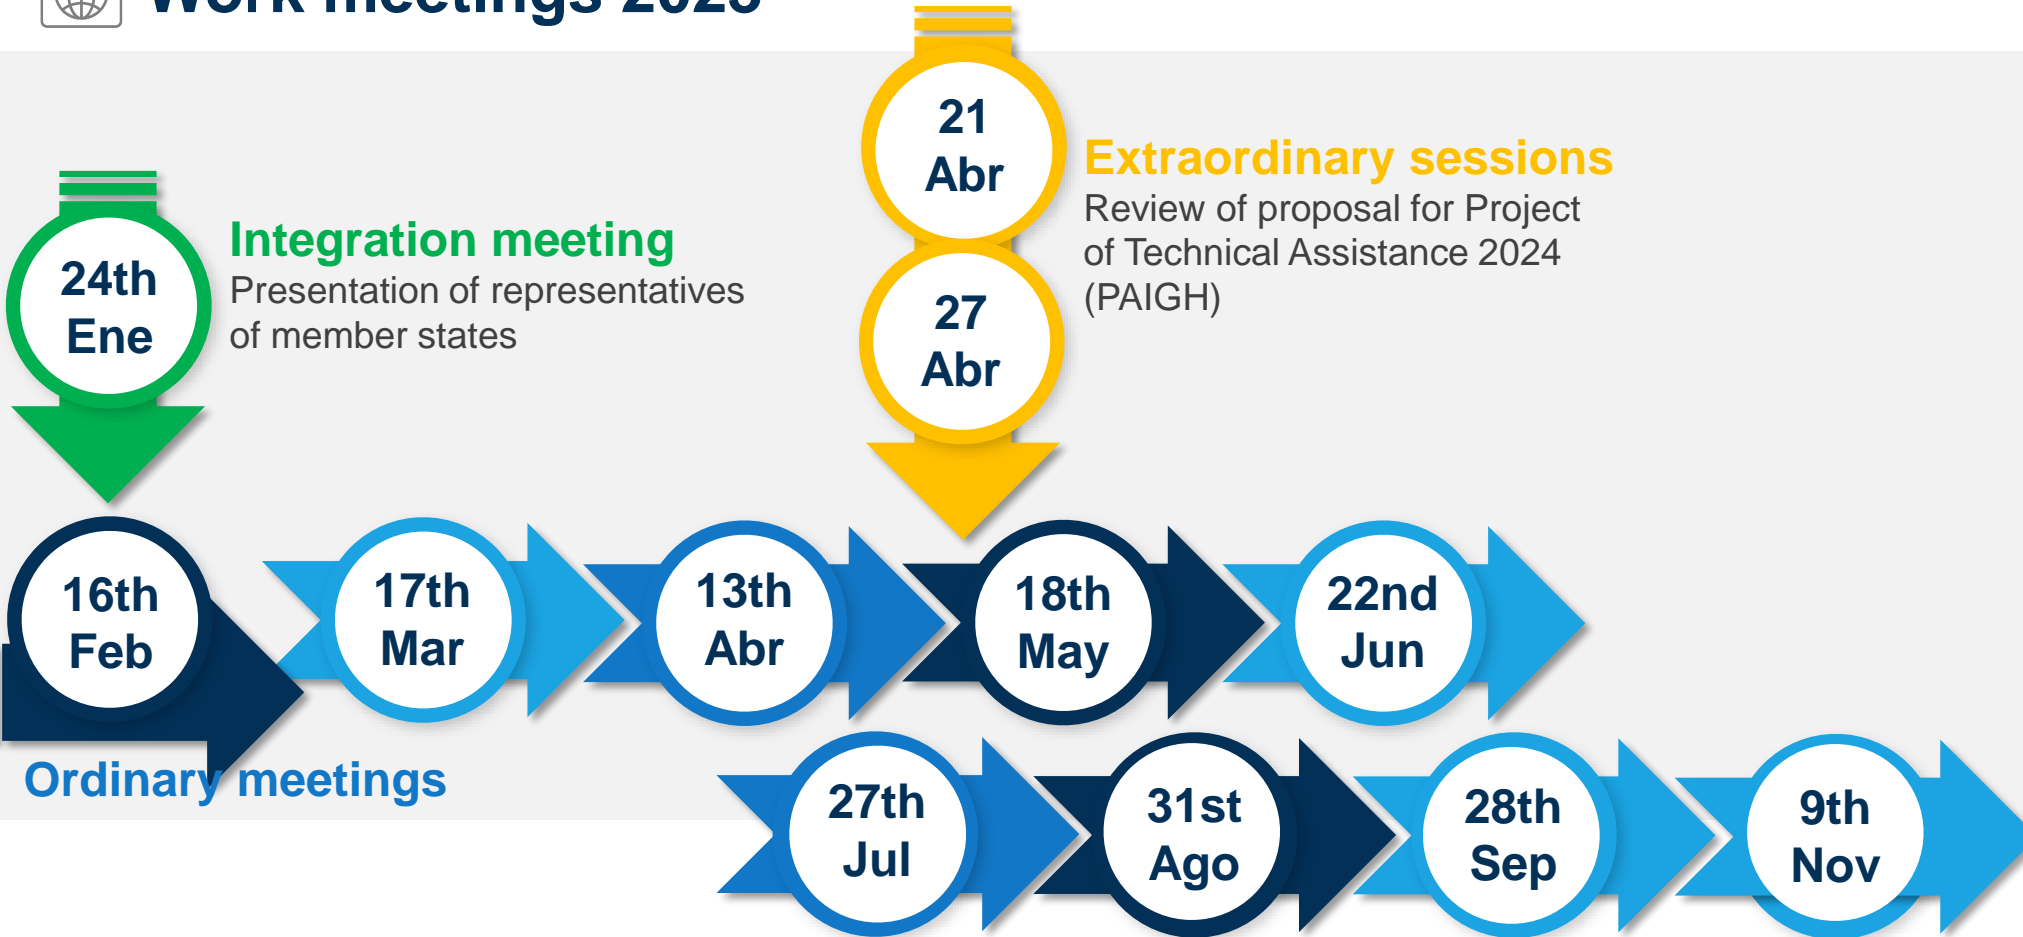 Work meetings 2023
21
Abr
Extraordinary sessions
Review of proposal for Project
of Technical Assistance 2024
(PAIGH)
27
Abr
24th
Ene
Integration meeting
Presentation of representatives
of member states
16th
Feb
17th
Mar
13th
Abr
18th
May
22nd
Jun
Ordinary meetings
27th
Jul
31st
Ago
28th
Sep
9th
Nov